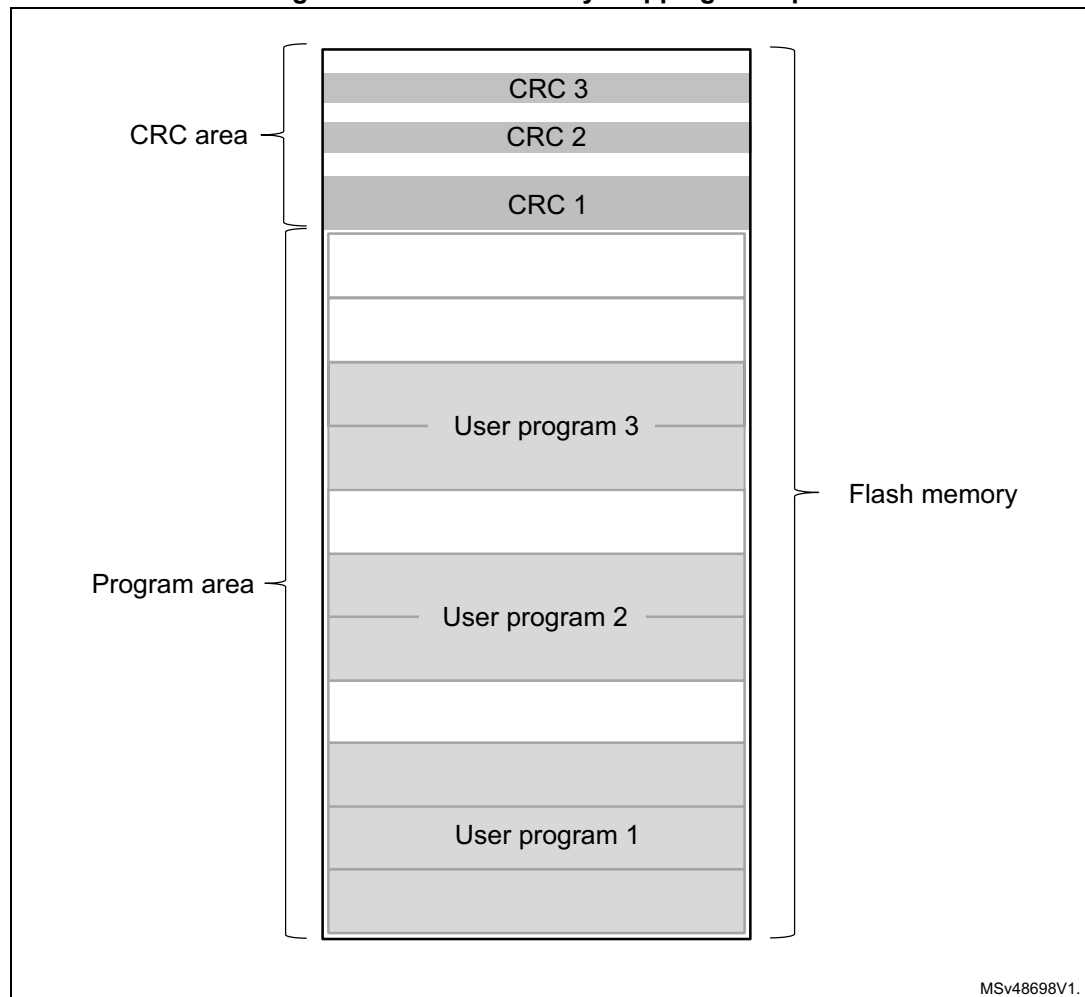 CRC 3
CRC area
CRC 2
CRC 1
User program 3
Flash memory
Program area
User program 2
User program 1
MSv48698V1.